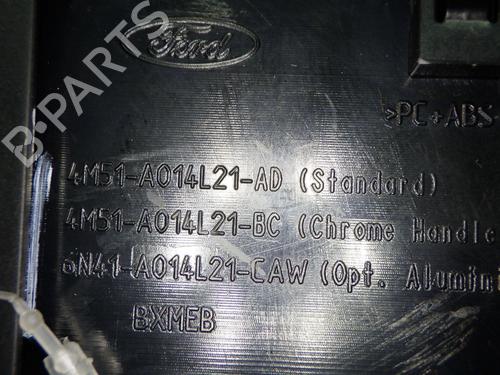 Ford
>PC+ABS
4M51-A014L21-AD (Standard)
4M51-A014L21-BC (Chrome Handle
6N41-A014L21-CAW (Opt. Alumini
BXMEB
B-PARTS